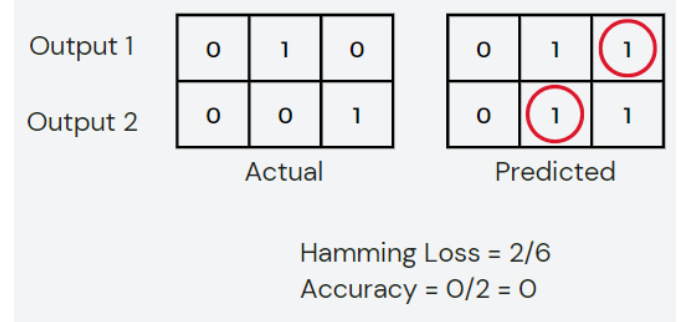 Output 1 0 1 0 0 1 1
Output 2 0 0 1 0 1 1
Actual Predicted
Hamming Loss = 2/6
Accuracy = 0/2 = 0